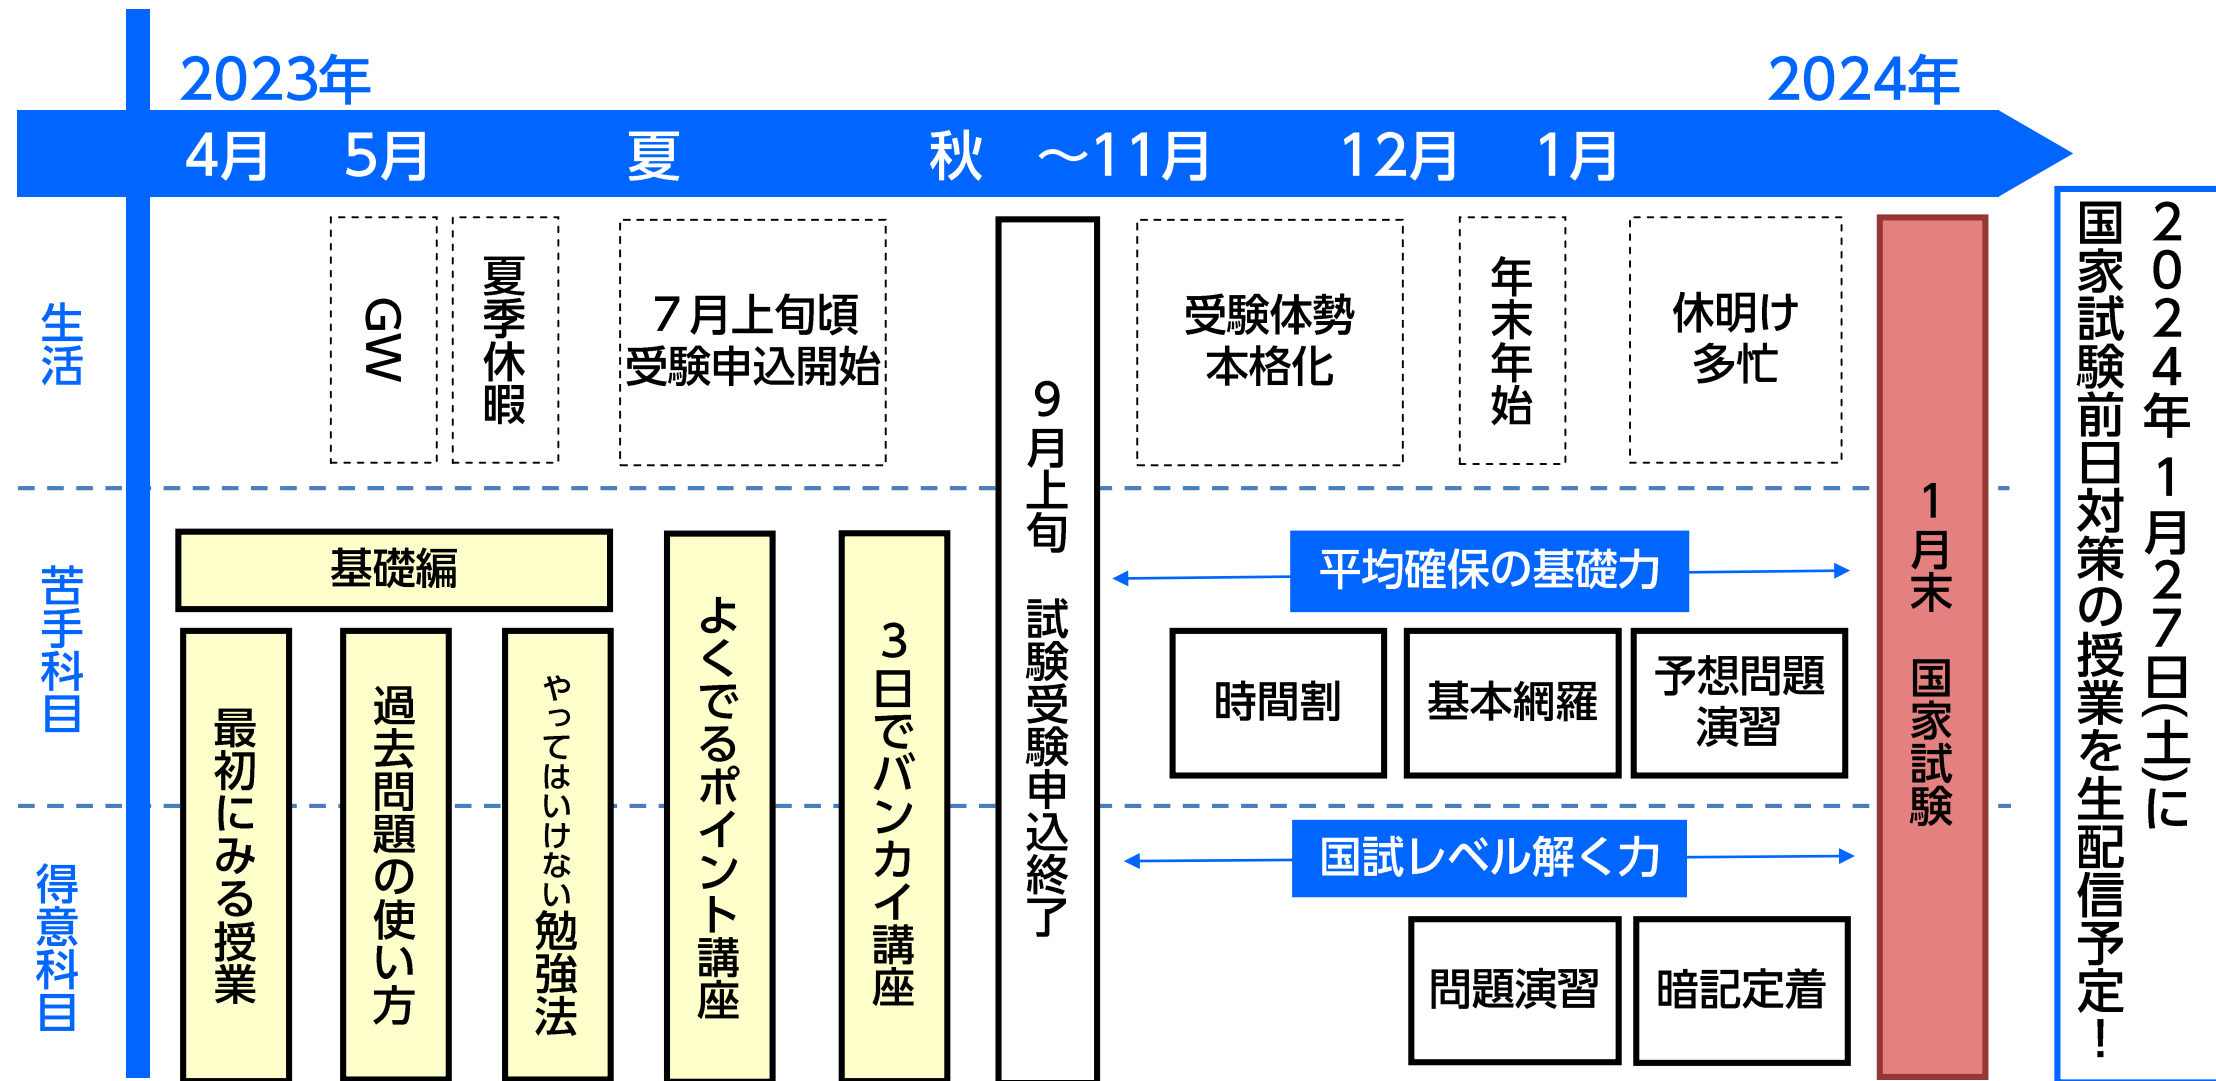 2023年
2024年
4月
5月
夏
秋
～11月
12月
1月
生活
GW
夏季休暇
７月上旬頃
受験申込開始
9月上旬　試験受験申込終了
受験体勢
本格化
年末年始
休明け
多忙
1月末　国家試験
2024年1月27日(土)に
国家試験前日対策の授業を生配信予定！
苦手科目
基礎編
最初にみる授業
過去問題の使い方
やってはいけない勉強法
よくでるポイント講座
3日でバンカイ講座
平均確保の基礎力
時間割
基本網羅
予想問題
演習
得意科目
国試レベル解く力
問題演習
暗記定着